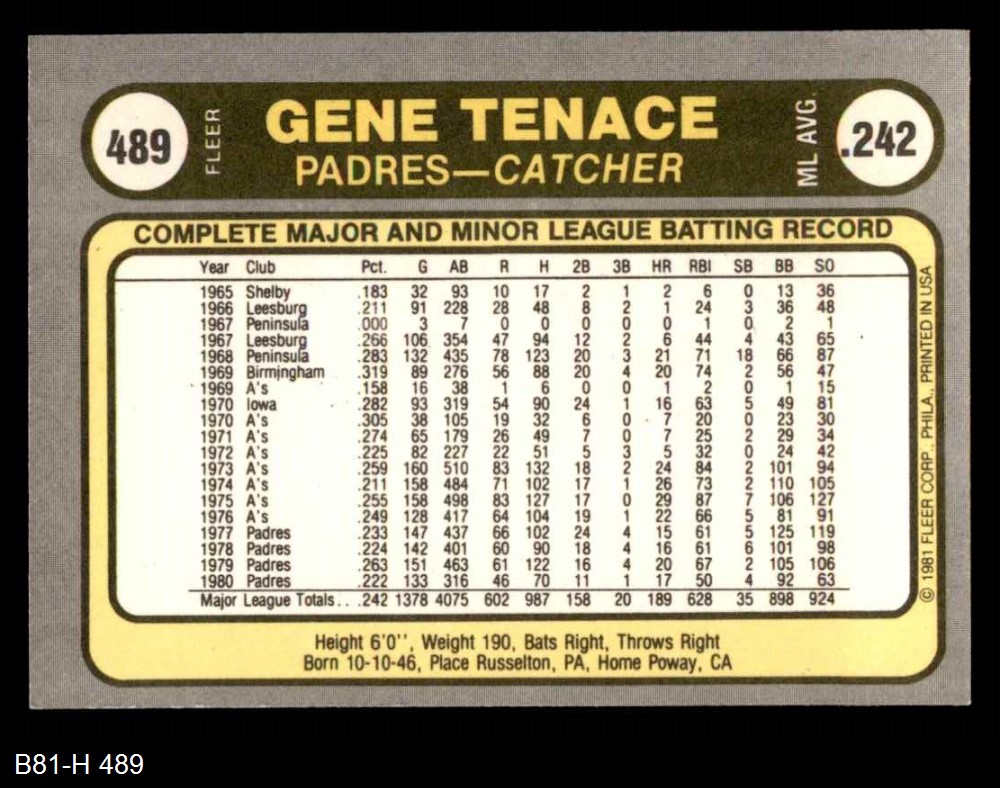 489 FLEER GENE TENACE ML AVG. .242
PADRES—CATCHER
COMPLETE MAJOR AND MINOR LEAGUE BATTING RECORD
Year Club Pct. G AB R H 2B 3B HR RBI SB BB SO
1965 Shelby .183 32 93 10 17 2 1 2 6 0 13 36
1966 Leesburg .211 91 228 28 48 8 2 1 24 3 36 48
1967 Peninsula .000 3 7 0 0 0 0 0 1 0 2 1
1967 Leesburg .266 106 354 47 94 12 2 6 44 4 43 65
1968 Peninsula .283 132 435 78 123 20 3 21 71 18 66 87
1969 Birmingham .319 89 276 56 88 20 4 20 74 2 56 47
1969 A's .158 16 38 1 6 0 0 1 2 0 1 15
1970 Iowa .282 93 319 54 90 24 1 16 63 5 49 81
1970 A's .305 38 105 19 32 6 0 7 20 0 23 30
1971 A's .274 65 179 26 49 7 0 7 25 2 29 34
1972 A's .225 82 227 22 51 5 3 5 32 0 24 42
1973 A's .259 160 510 83 132 18 2 24 84 2 101 94
1974 A's .211 158 484 71 102 17 1 26 73 2 110 105
1975 A's .255 158 498 83 127 17 0 29 87 7 106 127
1976 A's .249 128 417 64 104 19 1 22 66 5 81 91
1977 Padres .233 147 437 66 102 24 4 15 61 5 125 119
1978 Padres .224 142 401 60 90 18 4 16 61 6 101 98
1979 Padres .263 151 463 61 122 16 4 20 67 2 105 106
1980 Padres .222 133 316 46 70 11 1 17 50 4 92 63
Major League Totals... .242 1378 4075 602 987 158 20 189 628 35 898 924
Height 6'0'', Weight 190, Bats Right, Throws Right
Born 10-10-46, Place Russelton, PA, Home Poway, CA
© 1981 FLEER CORP., PHILA., PRINTED IN USA
B81-H 489